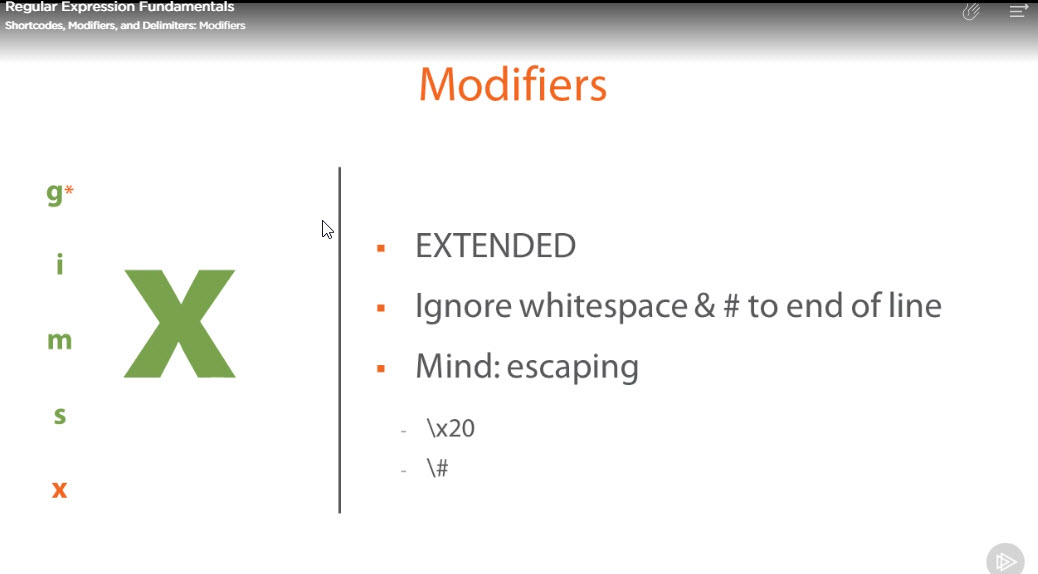 Regular Expression Fundamentals
Shortcodes, Modifiers, and Delimiters: Modifiers
Modifiers
g*
i
m
s
x
X
EXTENDED
Ignore whitespace & # to end of line
Mind: escaping
- \x20
- \#